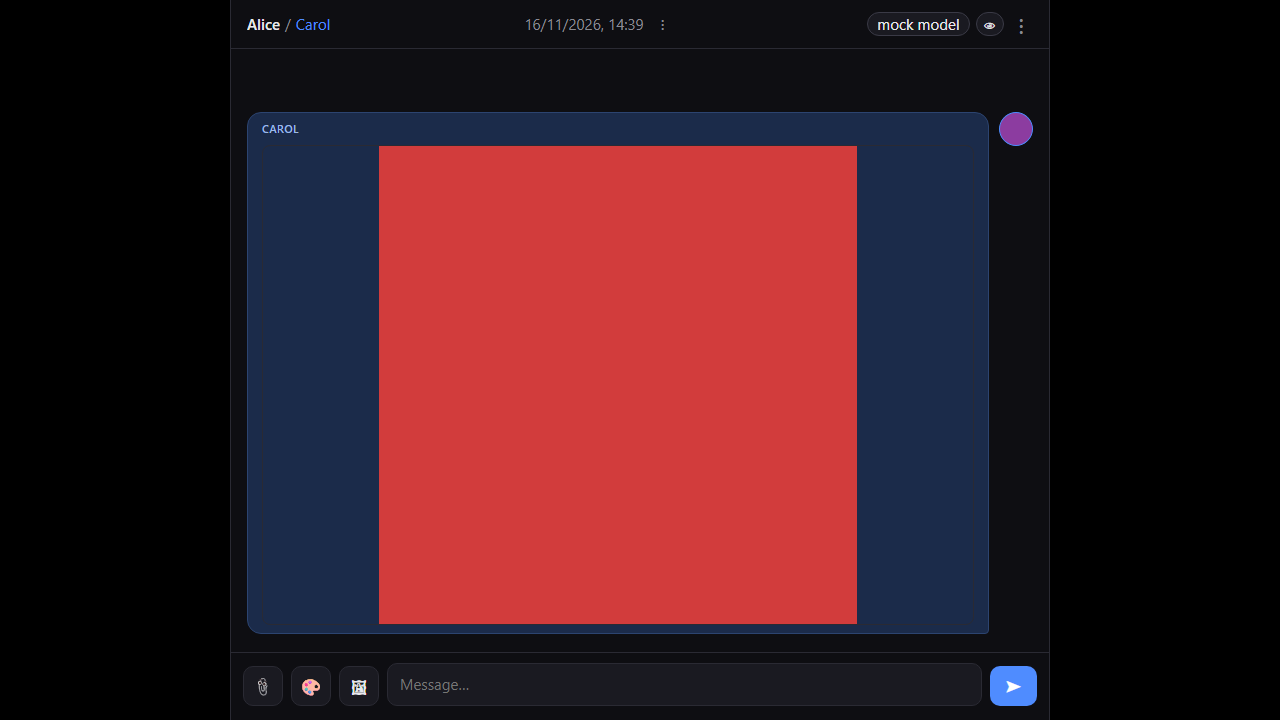 Alice / Carol
16/11/2026, 14:39
mock model
CAROL
Message...